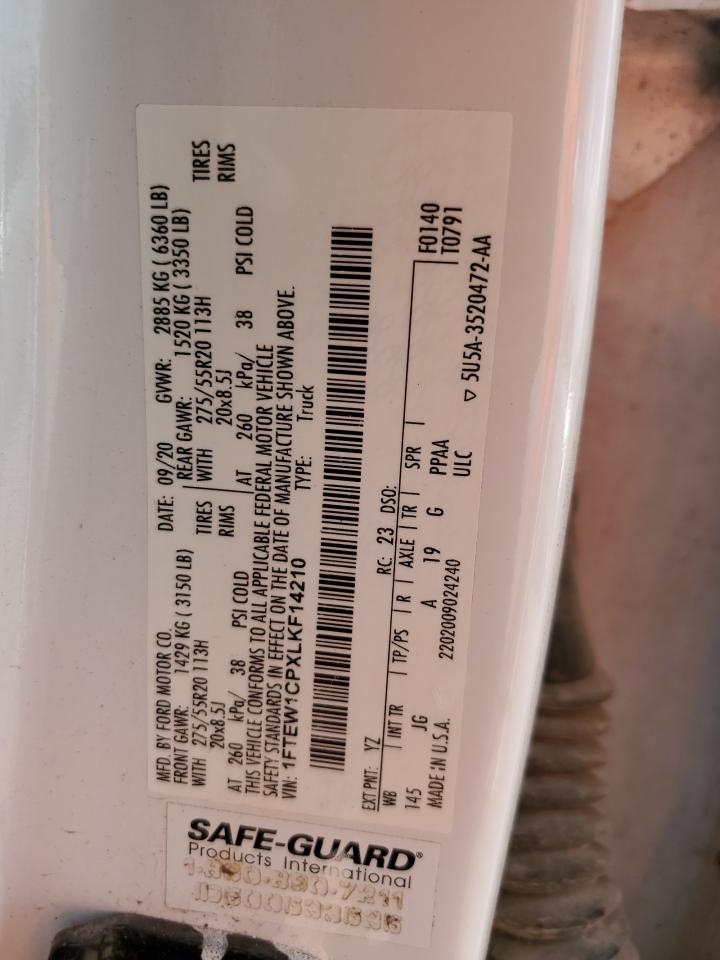 MFD. BY FORD MOTOR CO.
DATE: 09/20 GVWR: 2885 KG ( 6360 LB)
FRONT GAWR: 1429 KG ( 3150 LB)
REAR GAWR: 1520 KG ( 3350 LB)
WITH 275/55R20 113H TIRES
WITH 275/55R20 113H TIRES
20x8.5J RIMS
20x8.5J RIMS
AT 260 kPa/ 38 PSI COLD
AT 260 kPa/ 38 PSI COLD
THIS VEHICLE CONFORMS TO ALL APPLICABLE FEDERAL MOTOR VEHICLE
SAFETY STANDARDS IN EFFECT ON THE DATE OF MANUFACTURE SHOWN ABOVE.
VIN: 1FTEW1CPXLKF14210 TYPE: Truck
EXT PNT: YZ RC: 23 DSO: F0140
WB INT TR TP/PS R AXLE TR SPR T0791
145 JG A 19 G PPAA
MADE IN U.S.A. 2202009024240 ULC
▽ 5U5A-3520472-AA
SAFE-GUARD®
Products International